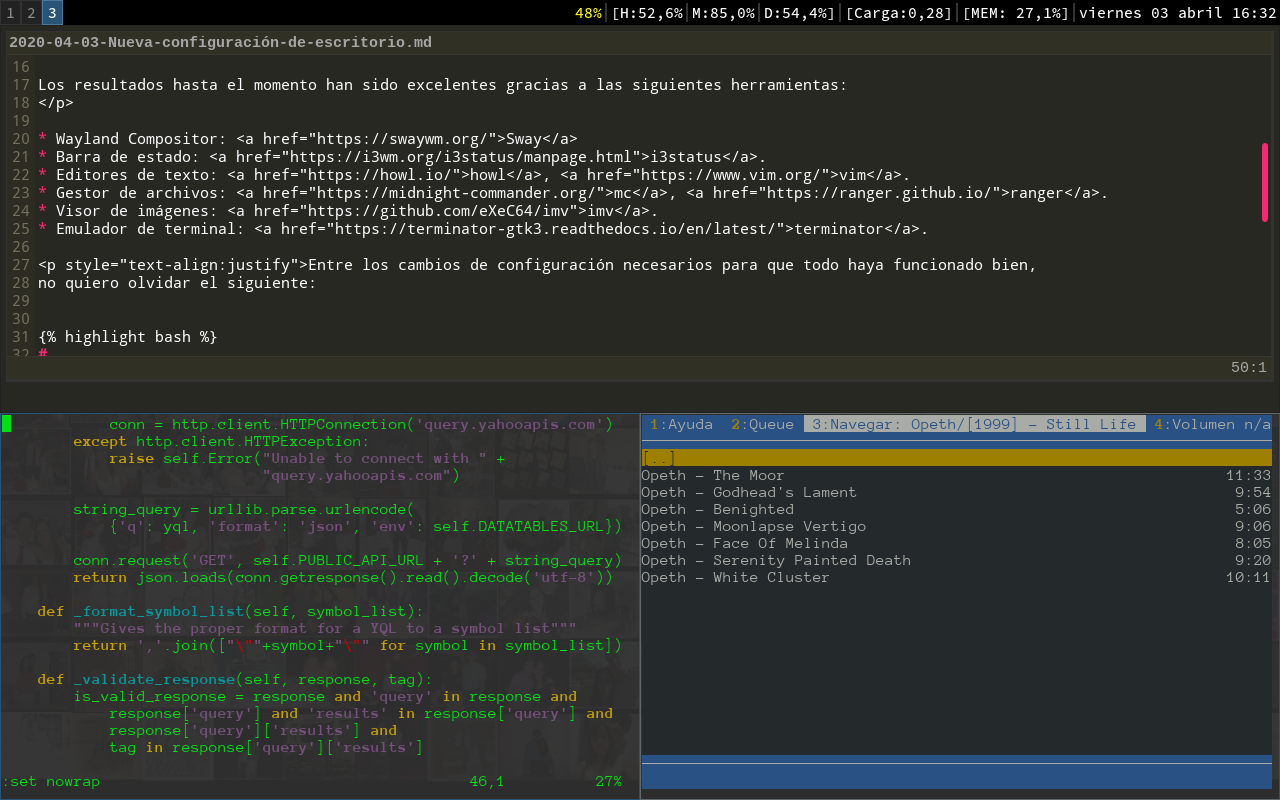 1 2 3 48%|[H:52,6%|M:85,0%|D:54,4%]|[Carga:0,28]|[MEM: 27,1%]|viernes 03 abril 16:32
2020-04-03-Nueva-configuración-de-escritorio.md
16
17 Los resultados hasta el momento han sido excelentes gracias a las siguientes herramientas:
18 </p>
19
20 * Wayland Compositor: <a href="https://swaywm.org/">Sway</a>
21 * Barra de estado: <a href="https://i3wm.org/i3status/manpage.html">i3status</a>.
22 * Editores de texto: <a href="https://howl.io/">howl</a>, <a href="https://www.vim.org/">vim</a>.
23 * Gestor de archivos: <a href="https://midnight-commander.org/">mc</a>, <a href="https://ranger.github.io/">ranger</a>.
24 * Visor de imágenes: <a href="https://github.com/eXeC64/imv">imv</a>.
25 * Emulador de terminal: <a href="https://terminator-gtk3.readthedocs.io/en/latest/">terminator</a>.
26
27 <p style="text-align:justify">Entre los cambios de configuración necesarios para que todo haya funcionado bien,
28 no quiero olvidar el siguiente:
29
30
31 {% highlight bash %}
32 #
50:1
conn = http.client.HTTPConnection('query.yahooapis.com')
except http.client.HTTPException:
raise self.Error("Unable to connect with " +
"query.yahooapis.com")
string_query = urllib.parse.urlencode(
{'q': yql, 'format': 'json', 'env': self.DATATABLES_URL})
conn.request('GET', self.PUBLIC_API_URL + '?' + string_query)
return json.loads(conn.getresponse().read().decode('utf-8'))
def _format_symbol_list(self, symbol_list):
"""Gives the proper format for a YQL to a symbol list"""
return ','.join(["\""+symbol+"\"" for symbol in symbol_list])
def _validate_response(self, response, tag):
is_valid_response = response and 'query' in response and
response['query'] and 'results' in response['query'] and
response['query']['results'] and
tag in response['query']['results']
:set nowrap 46,1 27%
1:Ayuda 2:Queue 3:Navegar: Opeth/[1999] – Still Life 4:Volumen n/a
[..]
Opeth – The Moor 11:33
Opeth – Godhead's Lament 9:54
Opeth – Benighted 5:06
Opeth – Moonlapse Vertigo 9:06
Opeth – Face Of Melinda 8:05
Opeth – Serenity Painted Death 9:20
Opeth – White Cluster 10:11